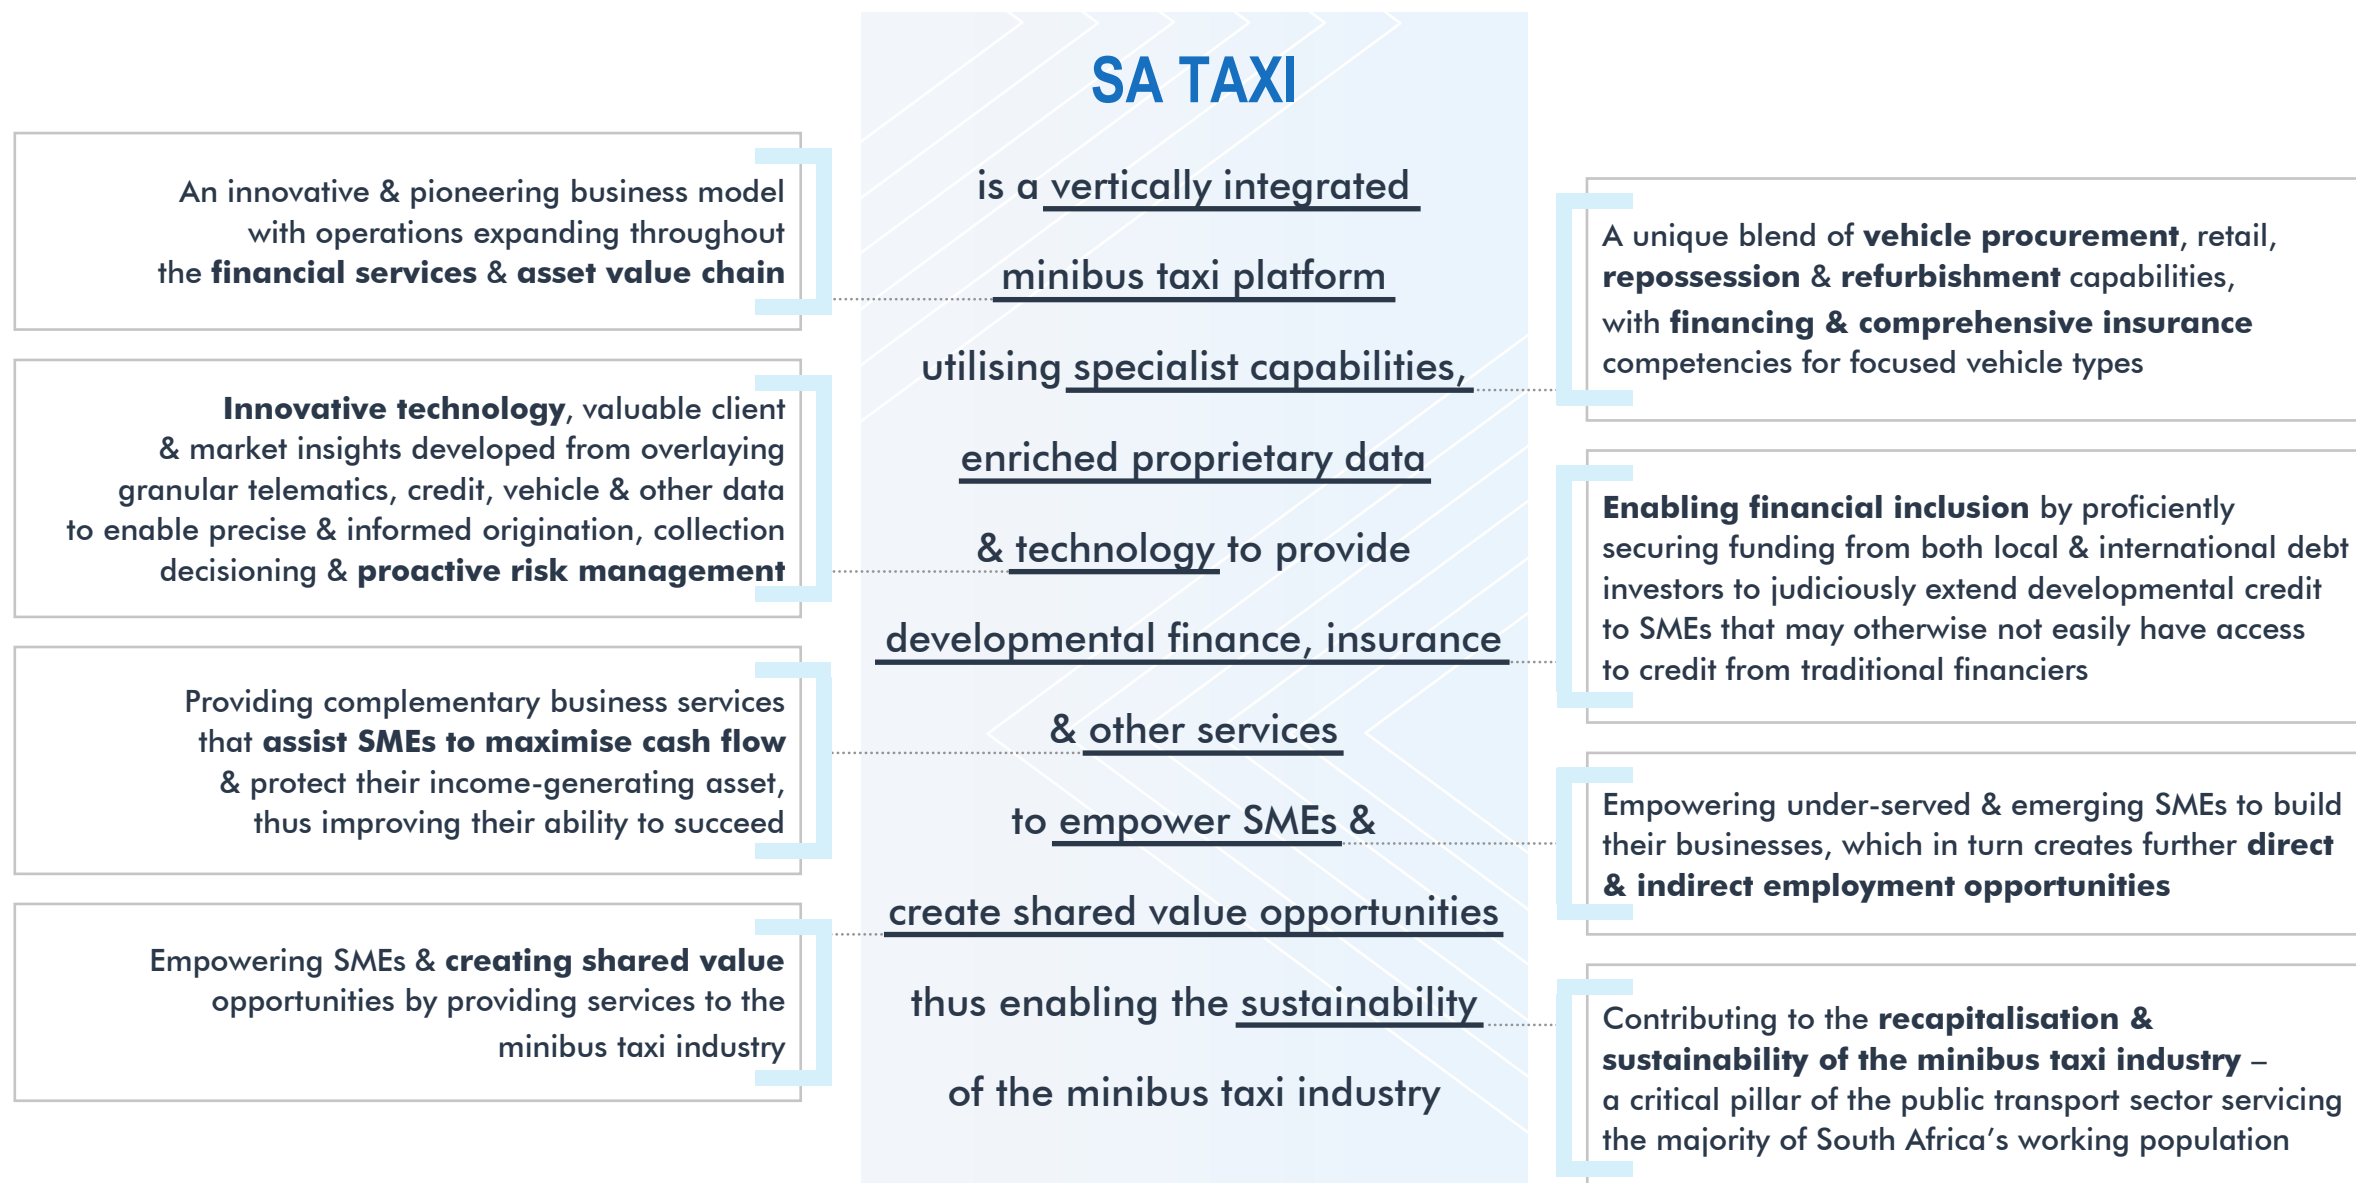 SA TAXI
is a vertically integrated
minibus taxi platform
utilising specialist capabilities,
enriched proprietary data
& technology to provide
developmental finance, insurance
& other services
to empower SMEs &
create shared value opportunities
thus enabling the sustainability
of the minibus taxi industry
An innovative & pioneering business model
with operations expanding throughout
the financial services & asset value chain
Innovative technology, valuable client
& market insights developed from overlaying
granular telematics, credit, vehicle & other data
to enable precise & informed origination, collection
decisioning & proactive risk management
Providing complementary business services
that assist SMEs to maximise cash flow
& protect their income-generating asset,
thus improving their ability to succeed
Empowering SMEs & creating shared value
opportunities by providing services to the
minibus taxi industry
A unique blend of vehicle procurement, retail,
repossession & refurbishment capabilities,
with financing & comprehensive insurance
competencies for focused vehicle types
Enabling financial inclusion by proficiently
securing funding from both local & international debt
investors to judiciously extend developmental credit
to SMEs that may otherwise not easily have access
to credit from traditional financiers
Empowering under-served & emerging SMEs to build
their businesses, which in turn creates further direct
& indirect employment opportunities
Contributing to the recapitalisation &
sustainability of the minibus taxi industry –
a critical pillar of the public transport sector servicing
the majority of South Africa’s working population